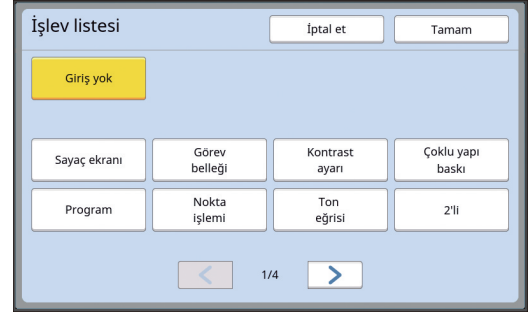 İşlev listesi
İptal et
Tamam
Giriş yok
Sayaç ekranı
Görev
belleği
Kontrast
ayarı
Çoklu yapı
baskı
Program
Nokta
işlemi
Ton
eğrisi
2'li
1/4